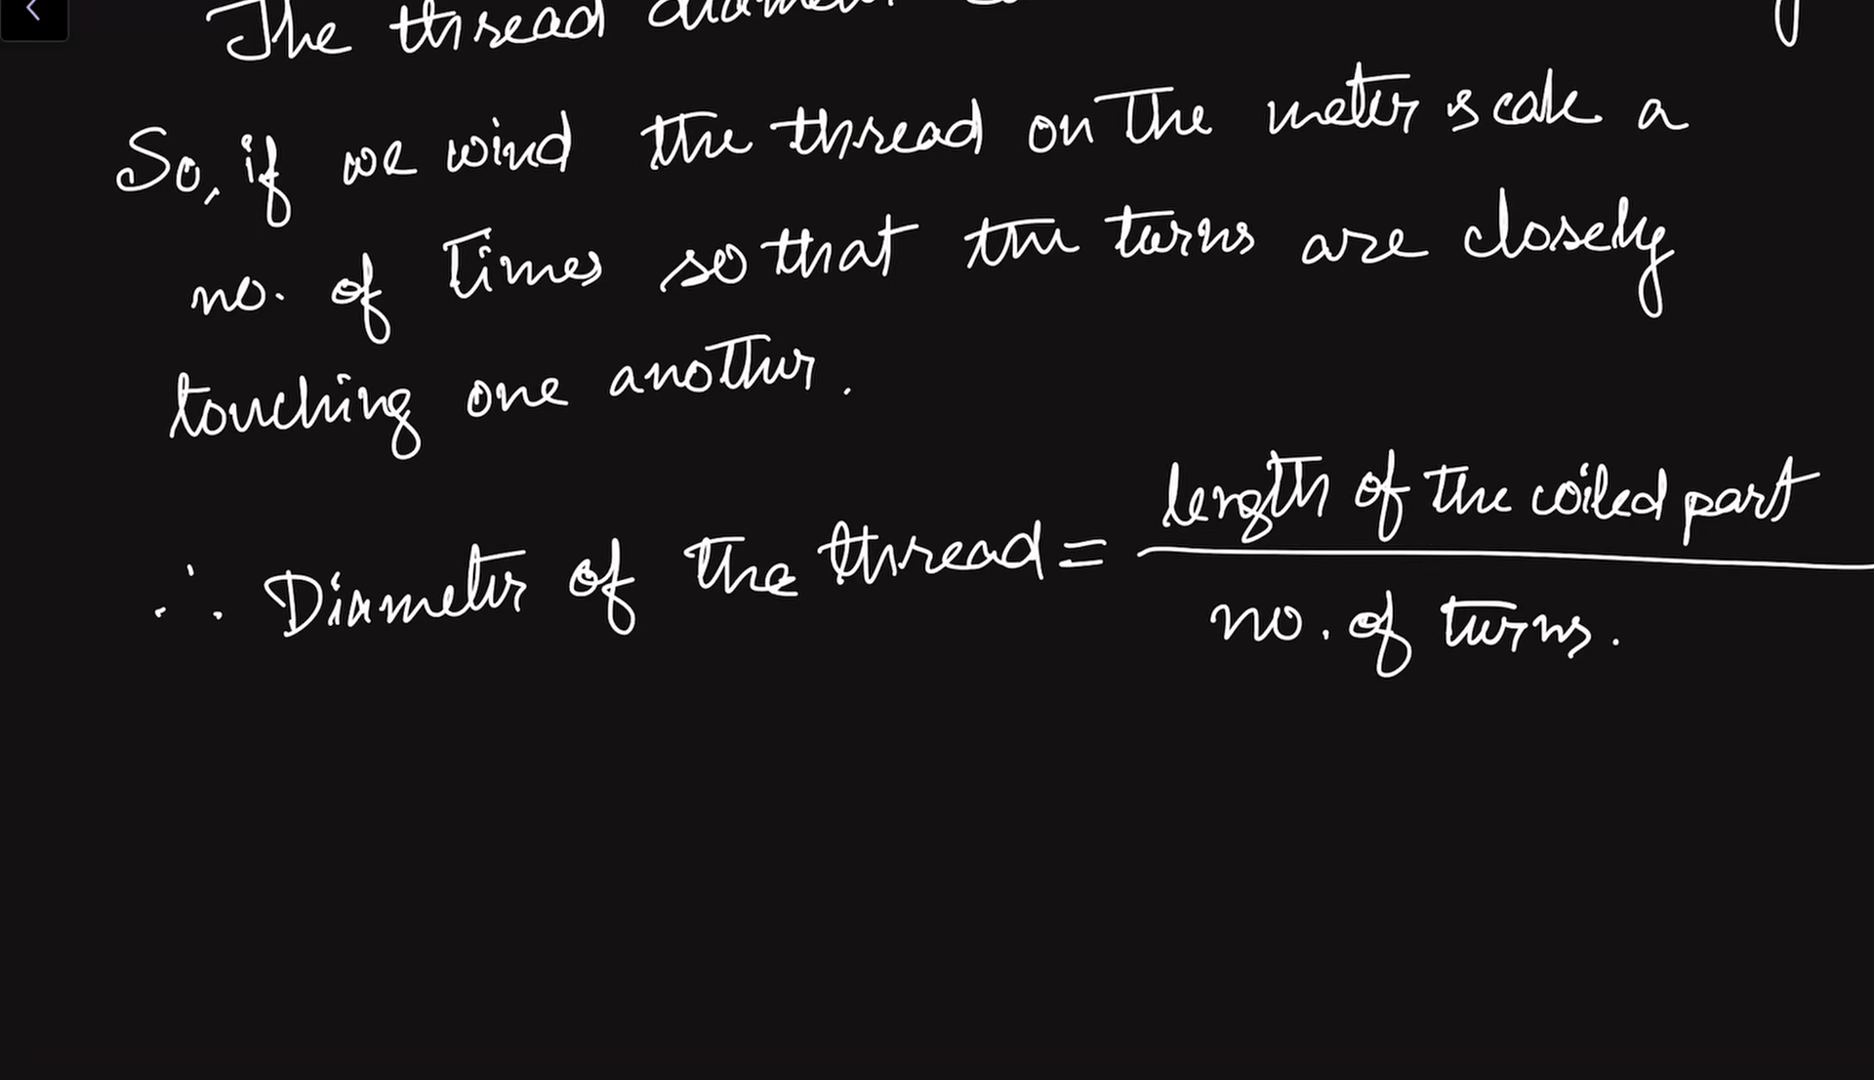 The thread
So, if we wind the thread on the meter scale a
no. of times so that the turns are closely
touching one another.
∴ Diameter of the thread = length of the coiled part
no. of turns.